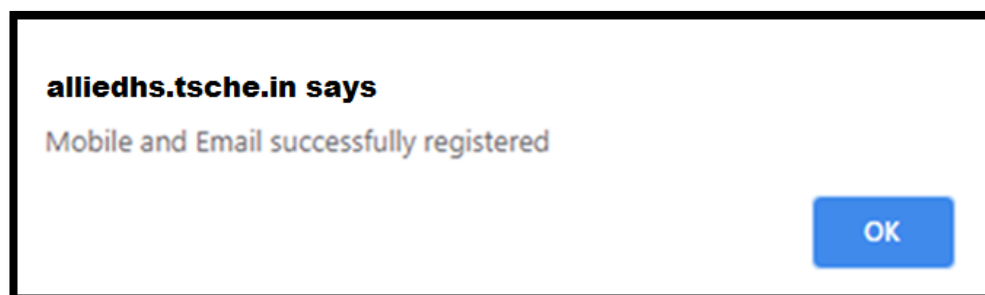 alliedhs.tsche.in says
Mobile and Email successfully registered
OK